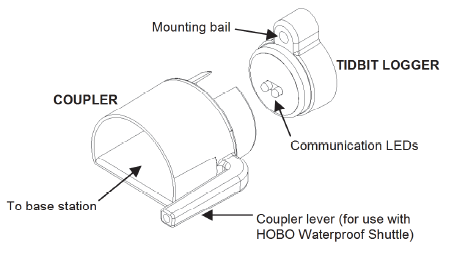 Mounting bail
TIDBIT LOGGER
COUPLER
Communication LEDs
To base station
Coupler lever (for use with
HOBO Waterproof Shuttle)